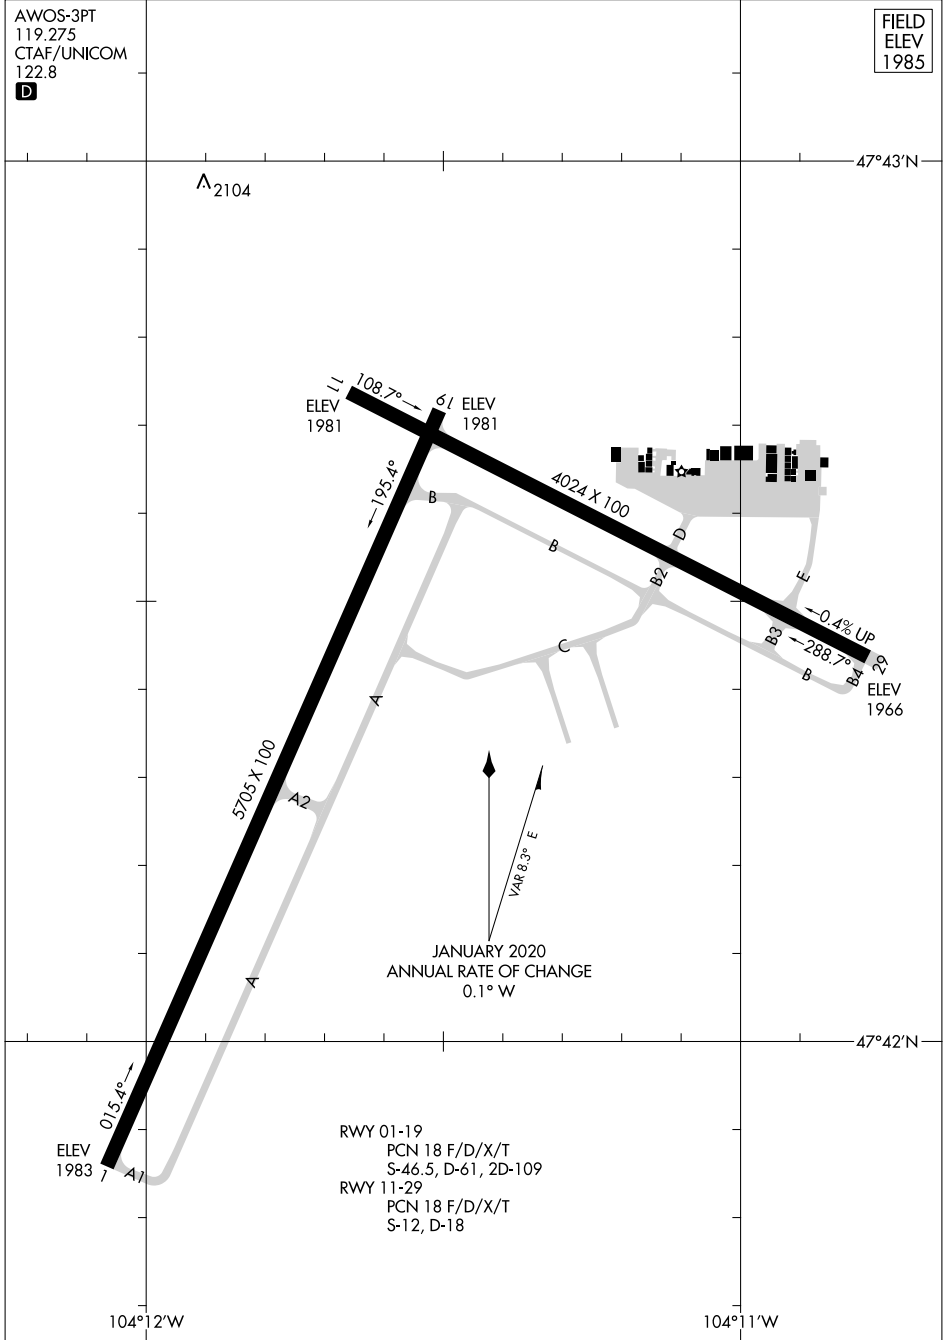 AWOS-3PT
119.275
CTAF/UNICOM
122.8
D
FIELD
ELEV
1985
47°43'N
2104
11
108.7°
ELEV
1981
19
ELEV
1981
195.4°
B
4024 X 100
D
B
B2
E
0.4% UP
B3
288.7°
29
C
B
B4
ELEV
1966
A
5705 X 100
A2
VAR 8.3° E
JANUARY 2020
ANNUAL RATE OF CHANGE
0.1° W
A
47°42'N
015.4°
ELEV
1983
1
A1
RWY 01-19
PCN 18 F/D/X/T
S-46.5, D-61, 2D-109
RWY 11-29
PCN 18 F/D/X/T
S-12, D-18
104°12'W
104°11'W